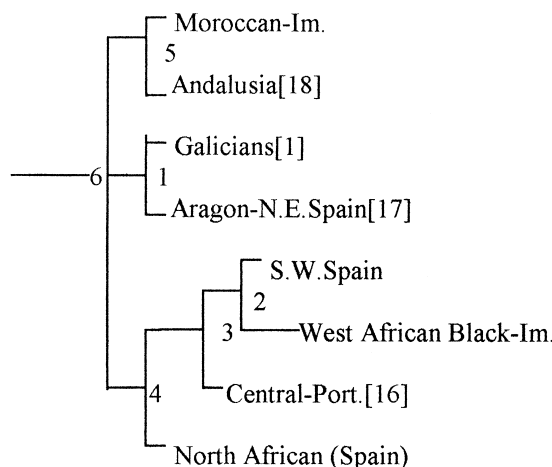 Moroccan-Im.
5
Andalusia[18]
Galicians[1]
6
1
Aragon-N.E.Spain[17]
S.W.Spain
2
3
West African Black-Im.
4
Central-Port.[16]
North African (Spain)